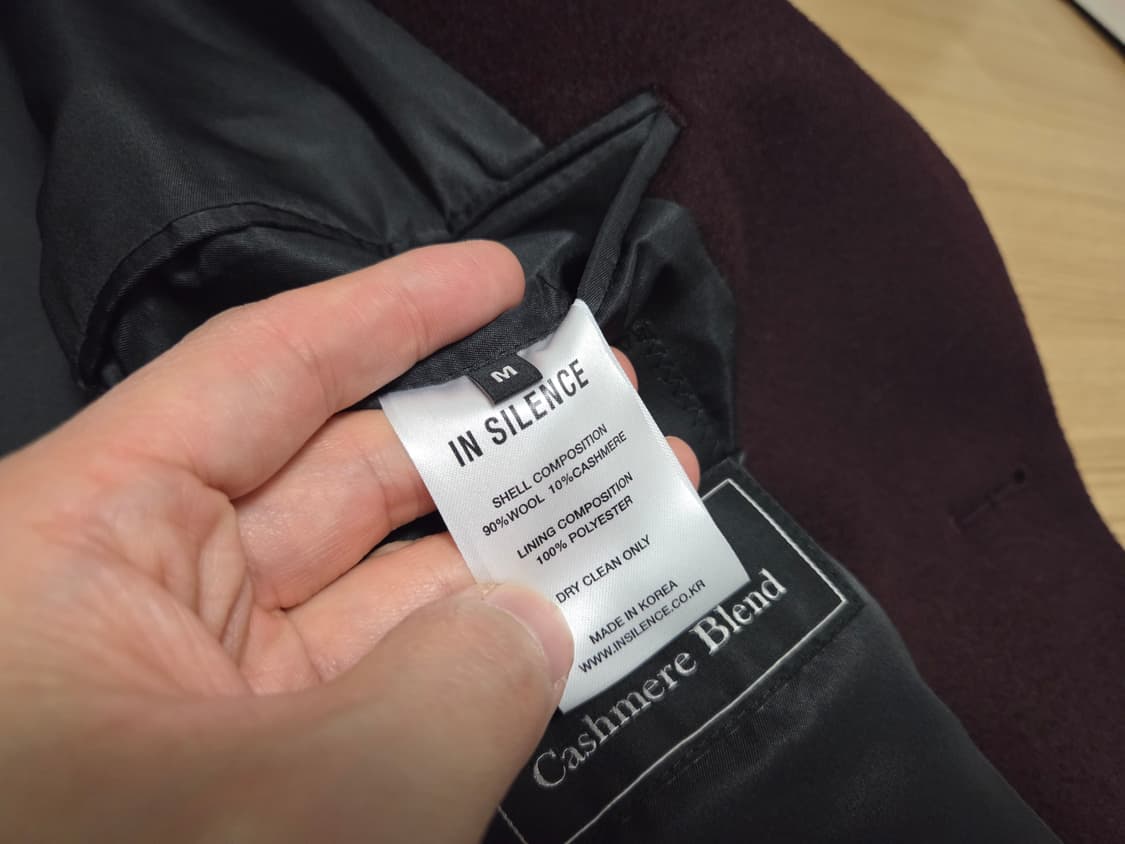 M
IN SILENCE
SHELL COMPOSITION
90%WOOL 10%CASHMERE
LINING COMPOSITION
100% POLYESTER
DRY CLEAN ONLY
MADE IN KOREA
WWW.INSILENCE.CO.KR
Cashmere Blend